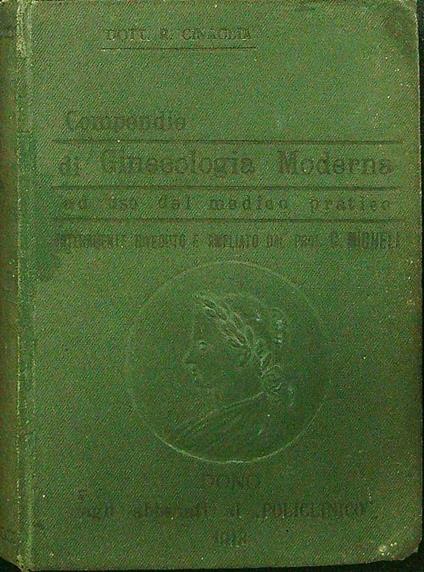 DOTT. R. CINAGLIA
Compendio
di Ginecologia Moderna
ad uso del medico pratico
INTERAMENTE RIVEDUTO E AMPLIATO DAL PROF. C. MICHELI
DONO
agli abbonati al „POLICLINICO"